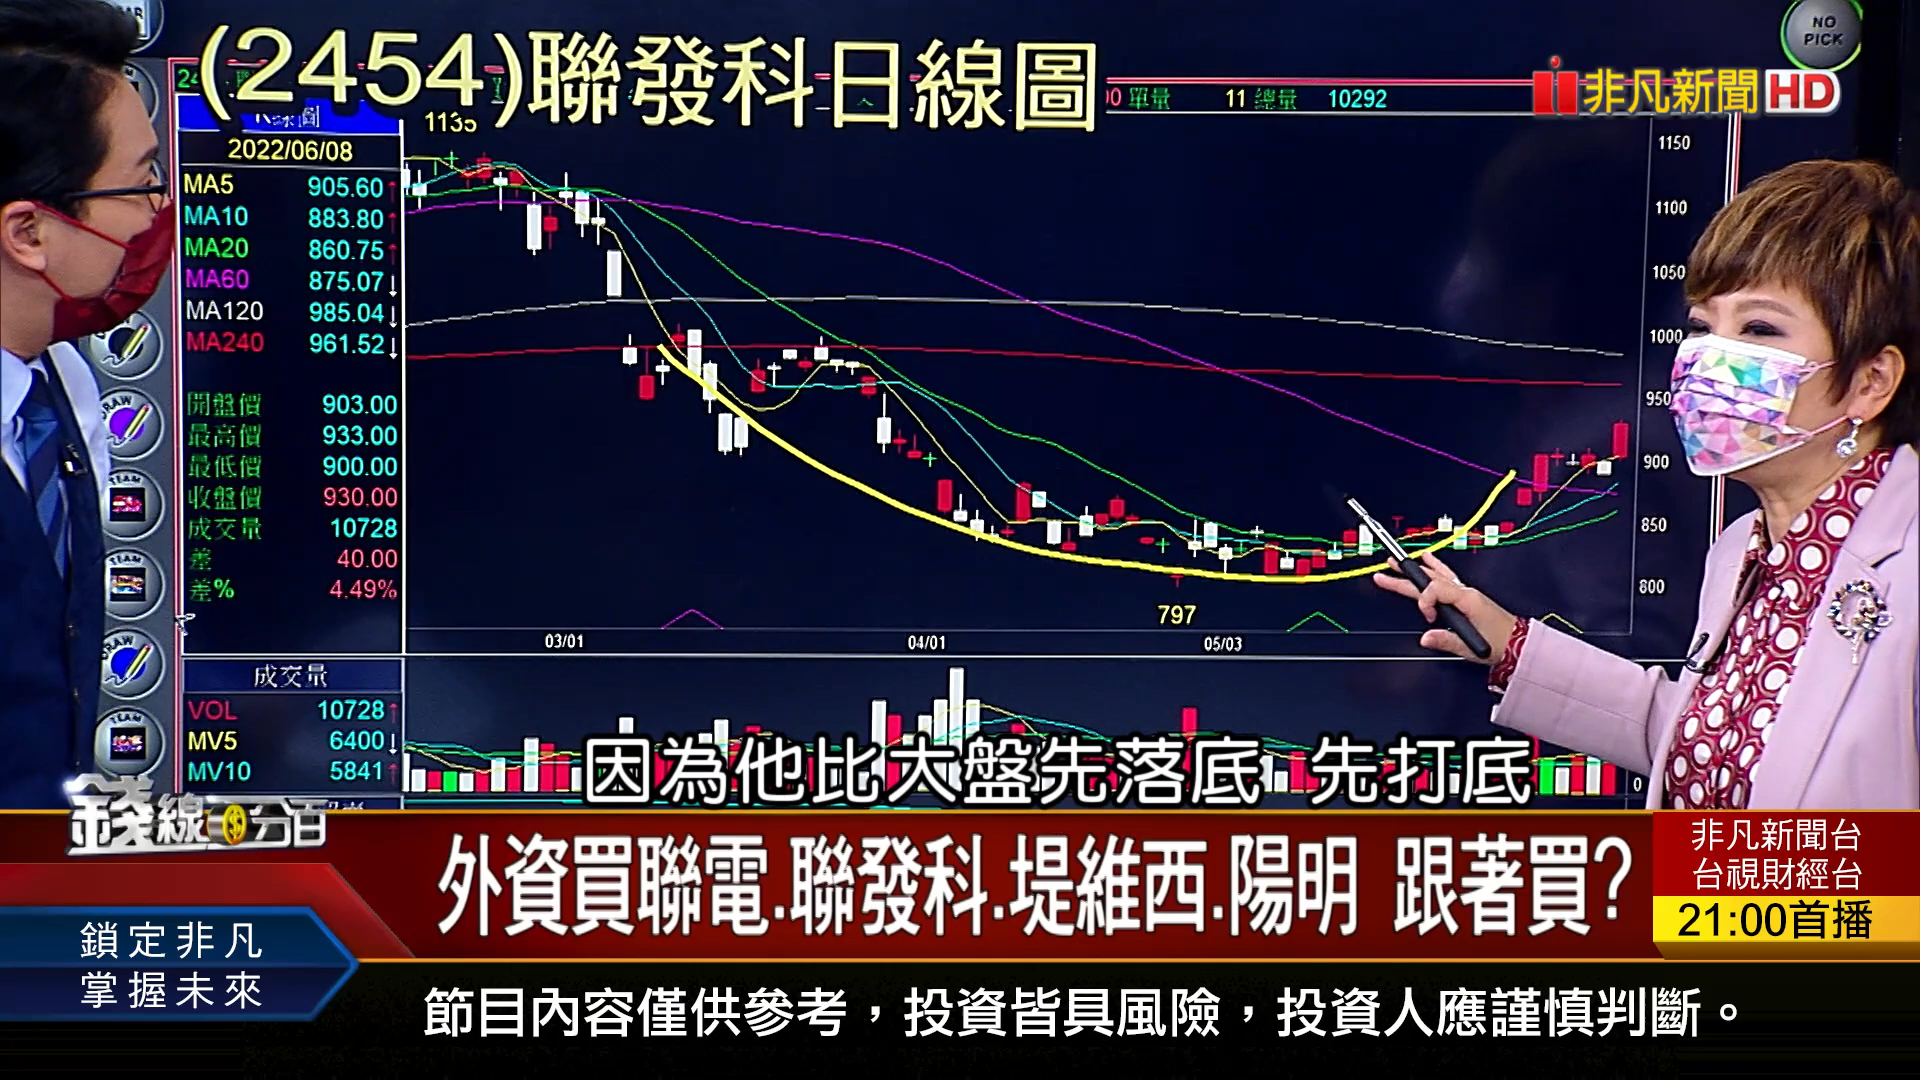 NO
PICK
(2454)聯發科日線圖
單量 11 總量 10292
非凡新聞HD
1135
2022/06/08
MA5 905.60
MA10 883.80
MA20 860.75
MA60 875.07
MA120 985.04
MA240 961.52
開盤價 903.00
最高價 933.00
最低價 900.00
收盤價 930.00
成交量 10728
差 40.00
差% 4.49%
1150
1100
1050
1000
950
900
850
800
797
03/01 04/01 05/03
DRAW
TEAM
TEAM
DRAW
TEAM
成交量
VOL 10728
MV5 6400
MV10 5841
0
因為他比大盤先落底 先打底
錢線百分百
外資買聯電.聯發科.堤維西.陽明 跟著買?
非凡新聞台
台視財經台
21:00首播
鎖定非凡
掌握未來
節目內容僅供參考，投資皆具風險，投資人應謹慎判斷。